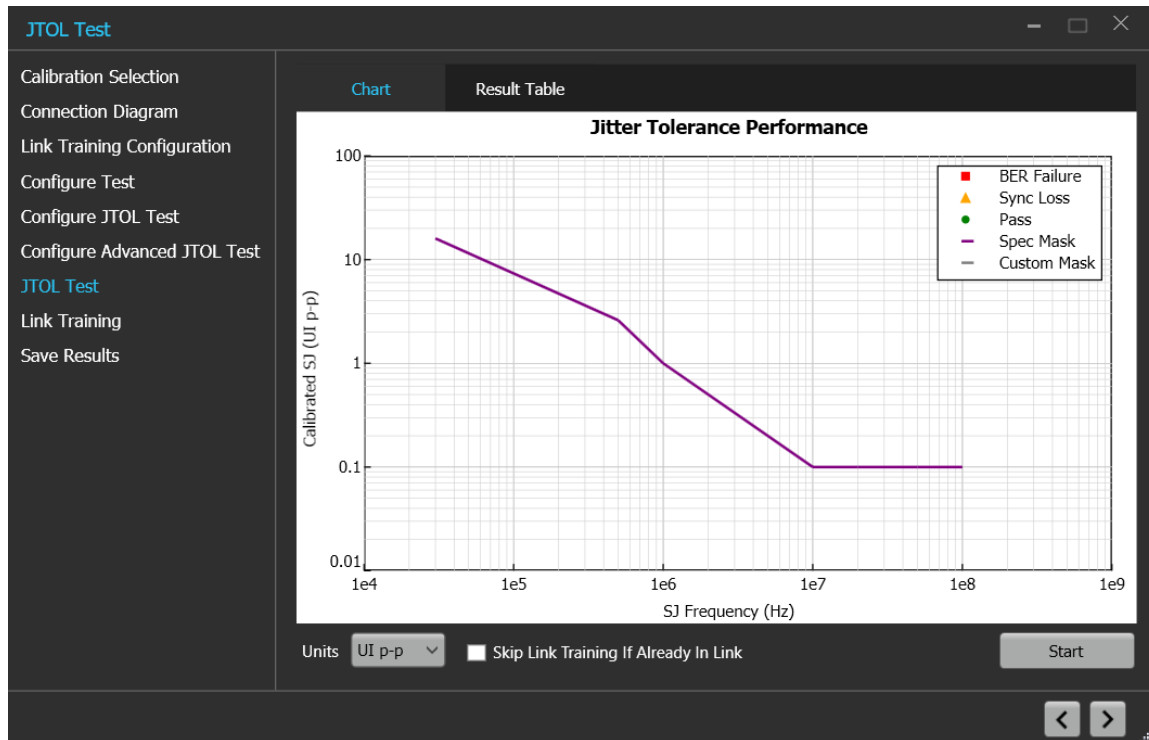 JTOL Test
Calibration Selection
Connection Diagram
Link Training Configuration
Configure Test
Configure JTOL Test
Configure Advanced JTOL Test
JTOL Test
Link Training
Save Results
Chart
Result Table
Jitter Tolerance Performance
100
10
1
0.1
0.01
Calibrated SJ (UI p-p)
BER Failure
Sync Loss
Pass
Spec Mask
Custom Mask
1e4
1e5
1e6
1e7
1e8
1e9
SJ Frequency (Hz)
Units
UI p-p
Skip Link Training If Already In Link
Start